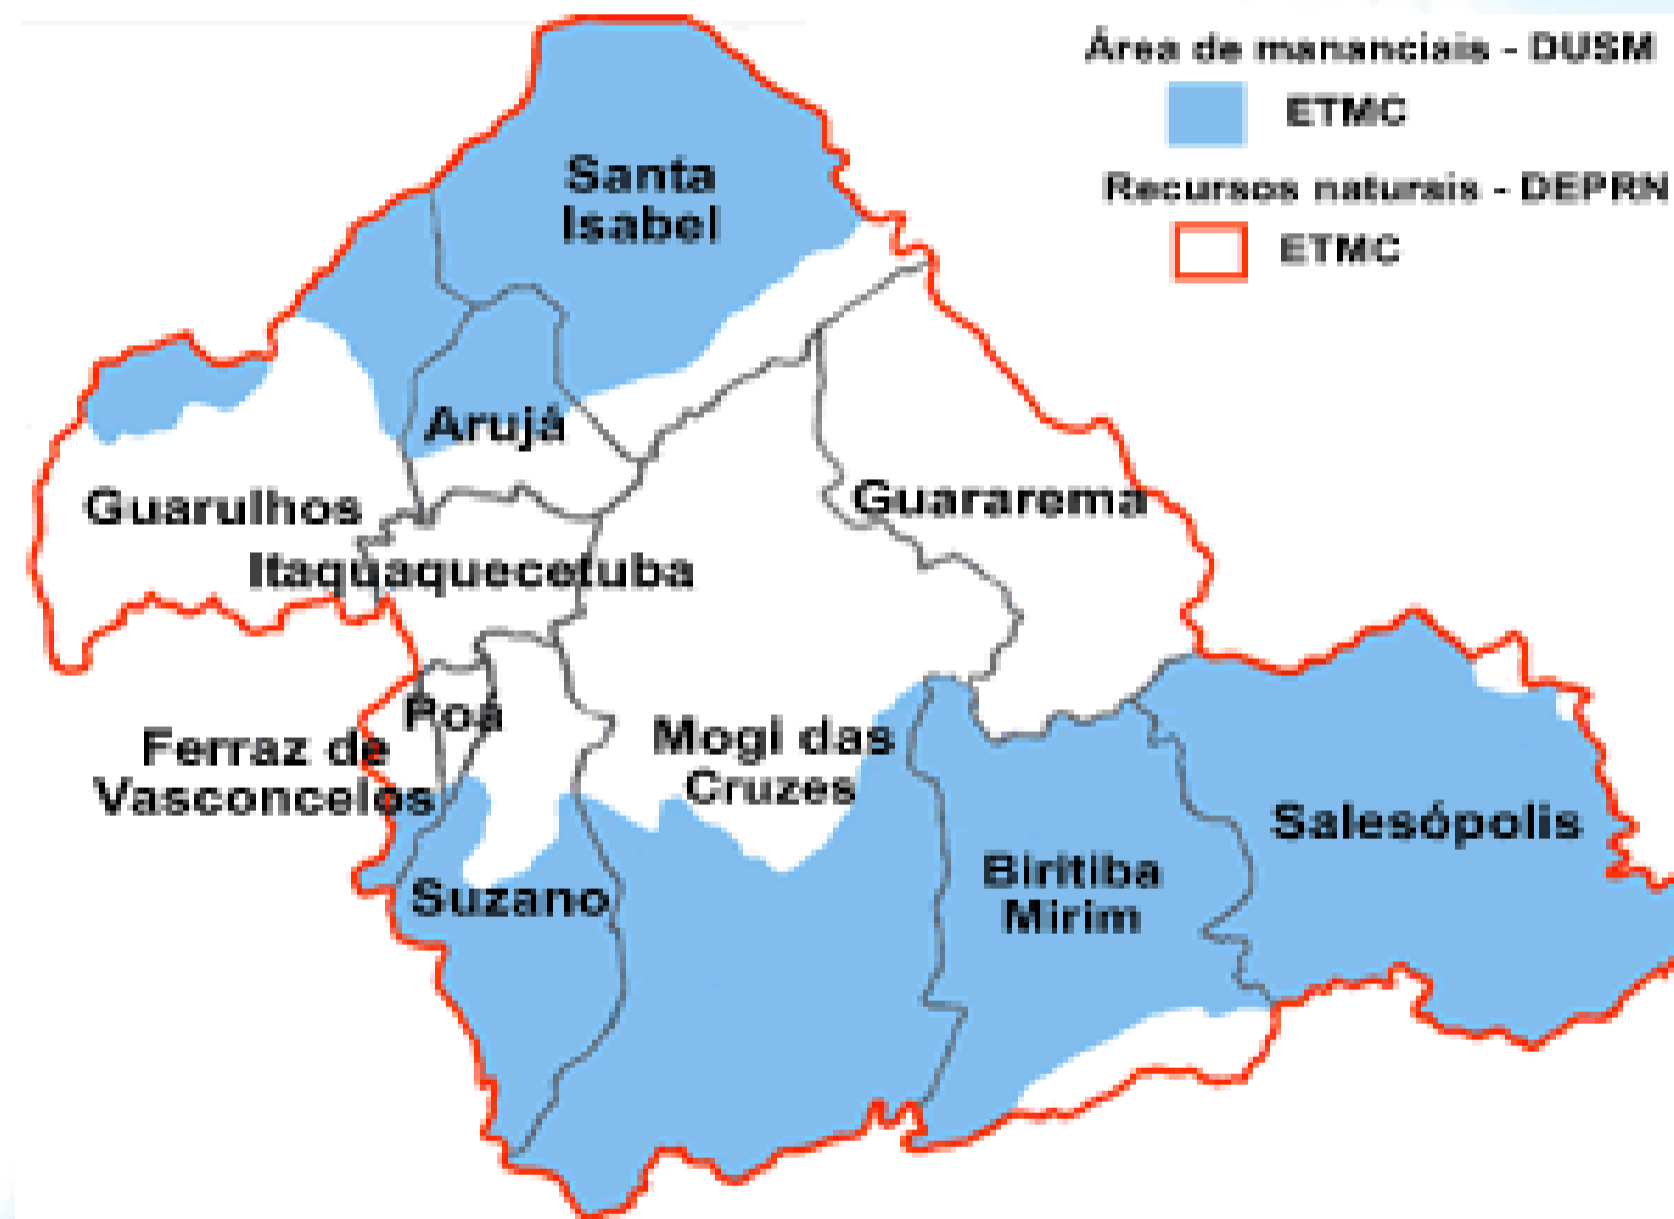 Área de mananciais - DUSM
ETMC
Recursos naturais - DEPRN
ETMC
Santa
Isabel
Arujá
Guarulhos
Guararema
Itaquaquecetuba
Poá
Ferraz de
Vasconcelos
Mogi das
Cruzes
Suzano
Biritiba
Mirim
Salesópolis